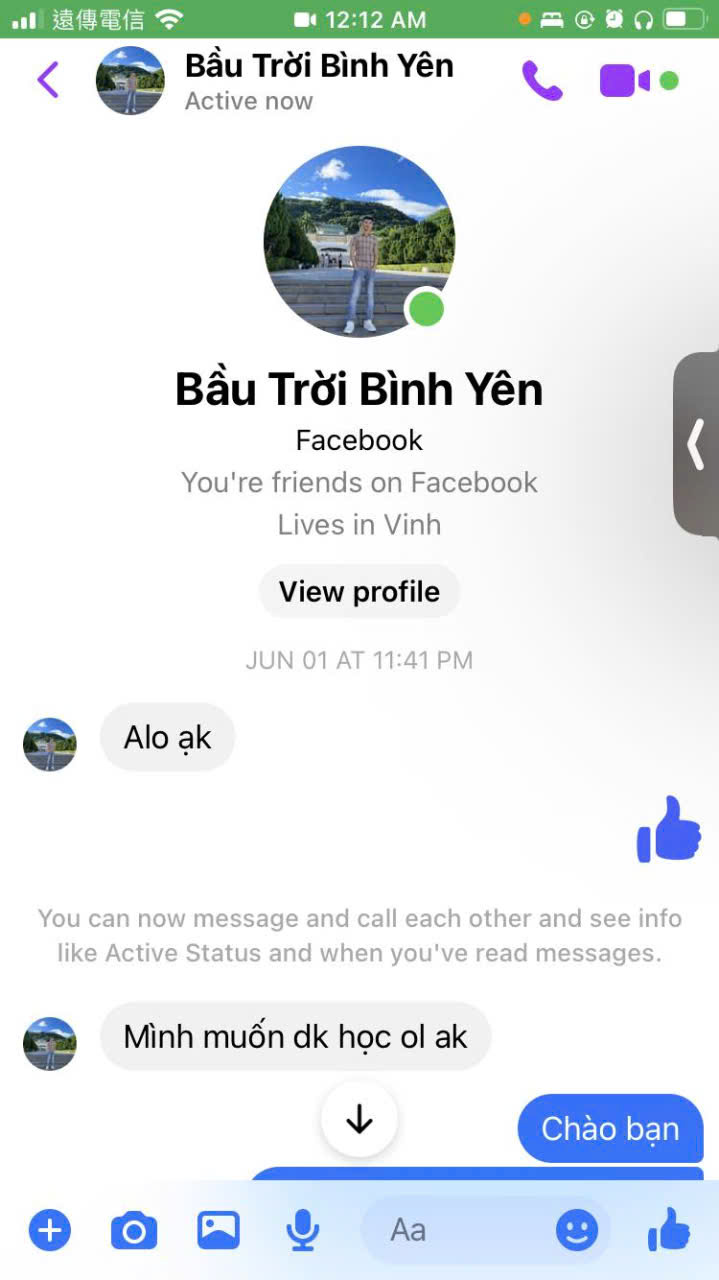 遠傳電信 12:12 AM
Bầu Trời Bình Yên
Active now
Bầu Trời Bình Yên
Facebook
You're friends on Facebook
Lives in Vinh
View profile
JUN 01 AT 11:41 PM
Alo ạk
You can now message and call each other and see info
like Active Status and when you've read messages.
Mình muốn dk học ol ak
Chào bạn
Aa